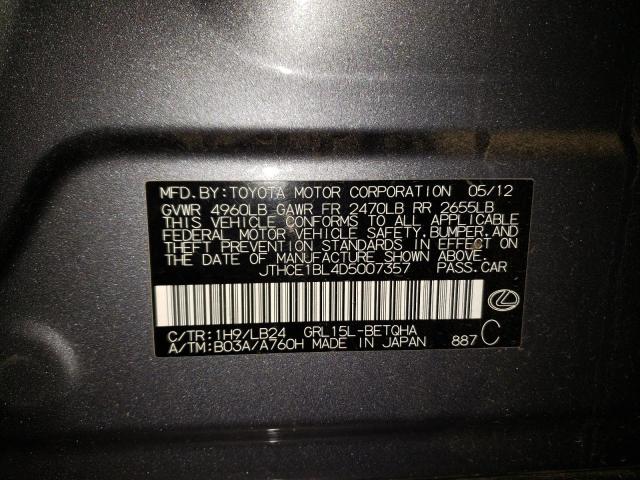 MFD.BY:TOYOTA MOTOR CORPORATION 05/12
GVWR 4960LB GAWR FR 2470LB RR 2655LB
THIS VEHICLE CONFORMS TO ALL APPLICABLE
FEDERAL MOTOR VEHICLE SAFETY,BUMPER,AND
THEFT PREVENTION STANDARDS IN EFFECT ON
THE DATE OF MANUFACTURE SHOWN ABOVE.
JTHCE1BL4D5007357 PASS.CAR
C/TR:1H9/LB24 GRL15L-BETQHA
A/TM:B03A/A760H MADE IN JAPAN 887 C